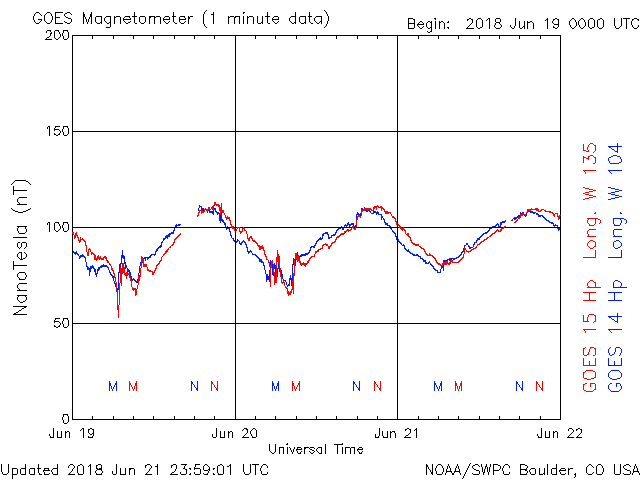 GOES Magnetometer (1 minute data)
Begin: 2018 Jun 19 0000 UTC
200
150
100
50
0
NanoTesla (nT)
M M N N M M N N M M N N
Jun 19 Jun 20 Jun 21 Jun 22
Universal Time
GOES 15 Hp Long. W 135
GOES 14 Hp Long. W 104
Updated 2018 Jun 21 23:59:01 UTC
NOAA/SWPC Boulder, CO USA